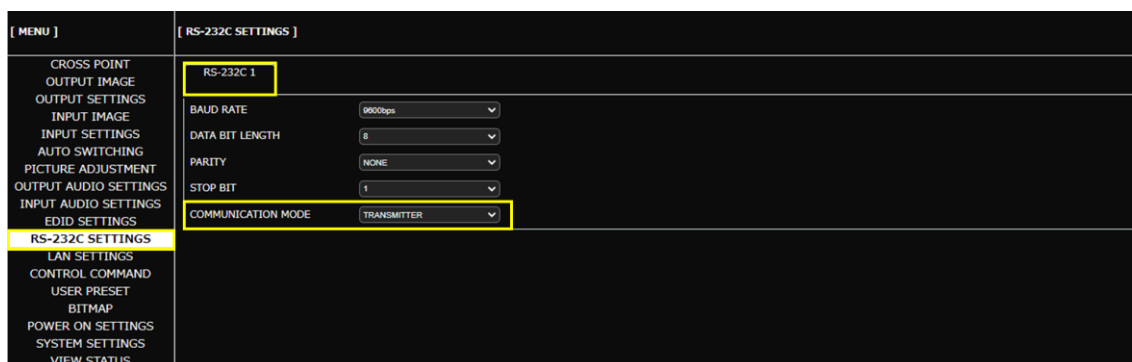 [ MENU ]
[ RS-232C SETTINGS ]
CROSS POINT
OUTPUT IMAGE
OUTPUT SETTINGS
INPUT IMAGE
INPUT SETTINGS
AUTO SWITCHING
PICTURE ADJUSTMENT
OUTPUT AUDIO SETTINGS
INPUT AUDIO SETTINGS
EDID SETTINGS
RS-232C SETTINGS
LAN SETTINGS
CONTROL COMMAND
USER PRESET
BITMAP
POWER ON SETTINGS
SYSTEM SETTINGS
VIEW STATUS
RS-232C 1
BAUD RATE 9600bps
DATA BIT LENGTH 8
PARITY NONE
STOP BIT 1
COMMUNICATION MODE TRANSMITTER